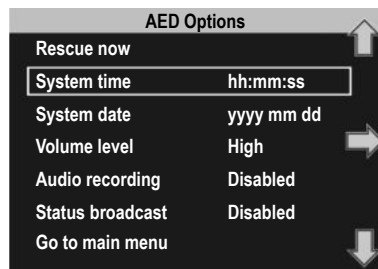 AED Options
Rescue now
System time hh:mm:ss
System date yyyy mm dd
Volume level High
Audio recording Disabled
Status broadcast Disabled
Go to main menu